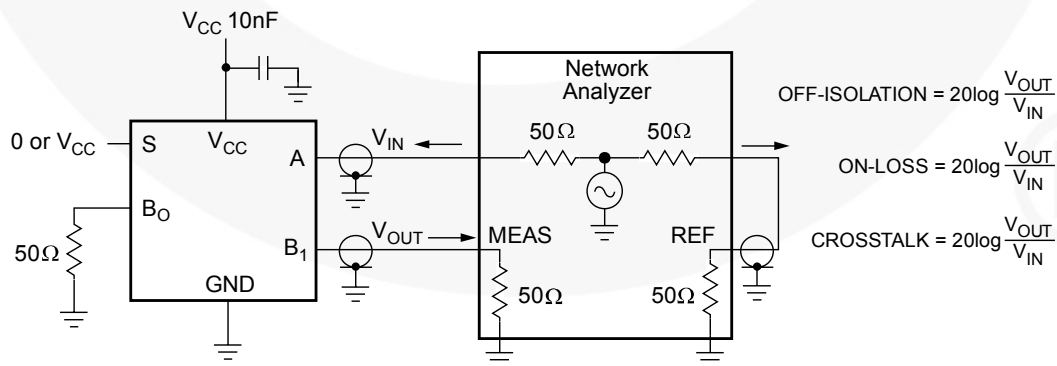 V_CC 10nF
Network
Analyzer
OFF-ISOLATION = 20log V_OUT / V_IN
50Ω 50Ω
0 or V_CC
S
V_CC
A
V_IN
ON-LOSS = 20log V_OUT / V_IN
B_O
50Ω
B_1
V_OUT
MEAS
REF
CROSSTALK = 20log V_OUT / V_IN
GND
50Ω 50Ω